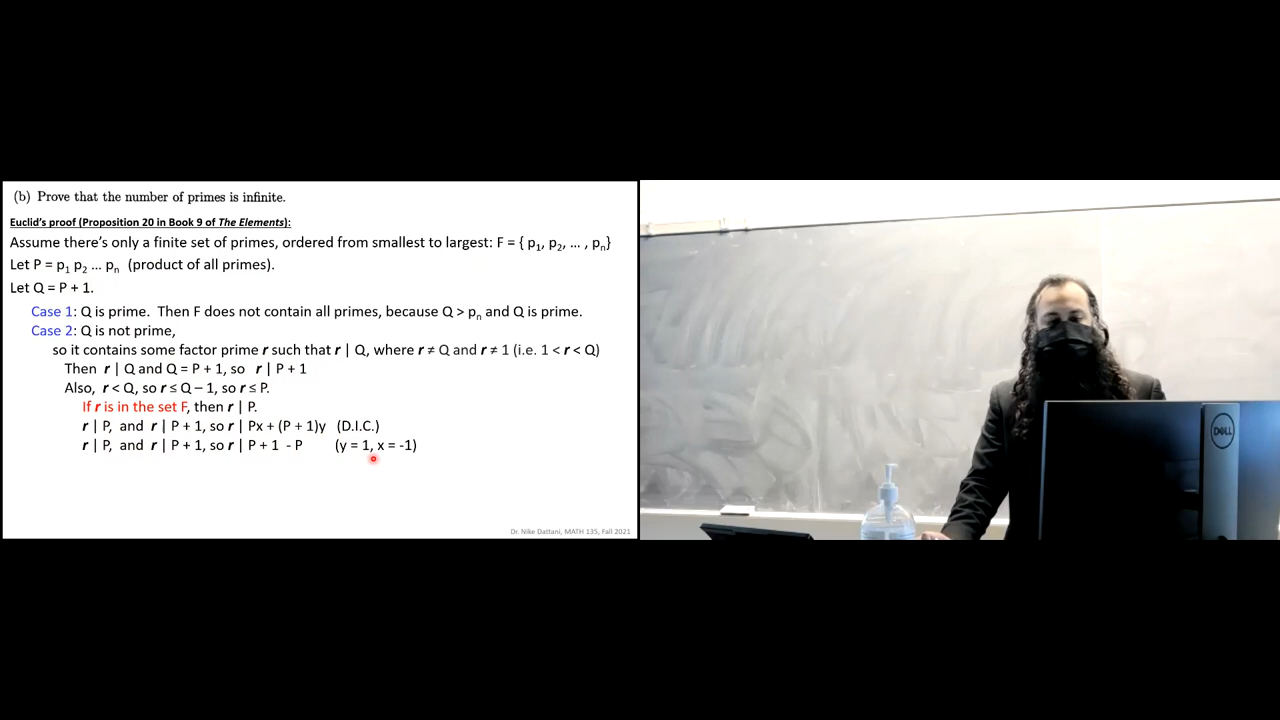 (b) Prove that the number of primes is infinite.
Euclid's proof (Proposition 20 in Book 9 of The Elements):
Assume there's only a finite set of primes, ordered from smallest to largest: F = { p₁, p₂, … , pₙ}
Let P = p₁ p₂ … pₙ (product of all primes).
Let Q = P + 1.
Case 1: Q is prime. Then F does not contain all primes, because Q > pₙ and Q is prime.
Case 2: Q is not prime,
so it contains some factor prime r such that r | Q, where r ≠ Q and r ≠ 1 (i.e. 1 < r < Q)
Then r | Q and Q = P + 1, so r | P + 1
Also, r < Q, so r ≤ Q – 1, so r ≤ P.
If r is in the set F, then r | P.
r | P, and r | P + 1, so r | Px + (P + 1)y (D.I.C.)
r | P, and r | P + 1, so r | P + 1 - P (y = 1, x = -1)
Dr. Nike Dattani, MATH 135, Fall 2021
DELL